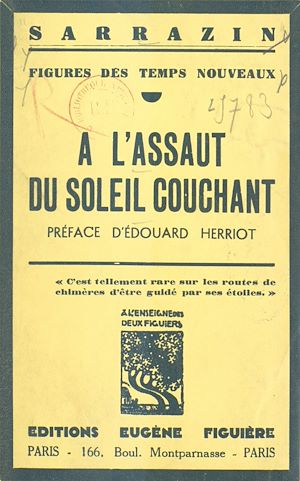 SARRAZIN
FIGURES DES TEMPS NOUVEAUX
45783
A L'ASSAUT
DU SOLEIL COUCHANT
PRÉFACE D'ÉDOUARD HERRIOT
« C'est tellement rare sur les routes de
chimères d'être guidé par ses étoiles. »
A L'ENSEIGNE DES
DEUX FIGUIERS
EDITIONS EUGÈNE FIGUIÈRE
PARIS - 166, Boul. Montparnasse - PARIS